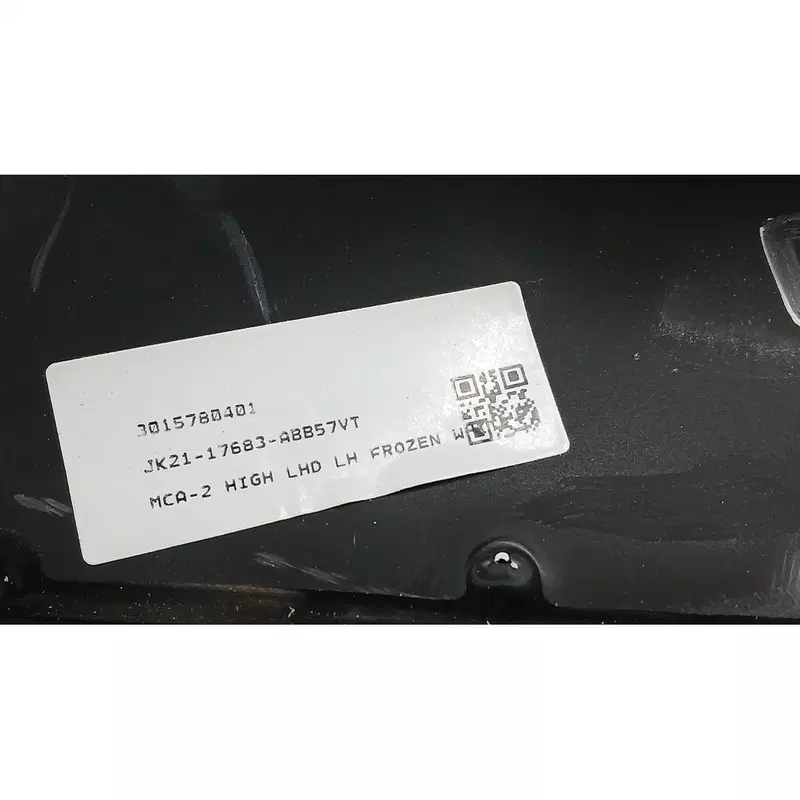 3015780401
JK21-17683-ABB57VT
MCA-2 HIGH LHD LH FROZEN